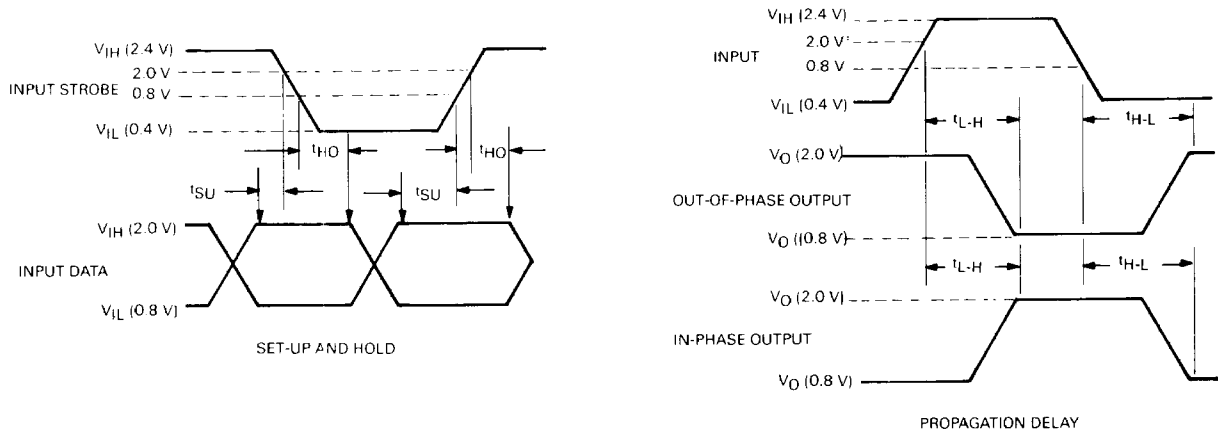 VIH (2.4 V)
2.0 V
INPUT STROBE
0.8 V
VIL (0.4 V)
tHO
tHO
tSU
tSU
VIH (2.0 V)
INPUT DATA
VIL (0.8 V)
SET-UP AND HOLD
VIH (2.4 V)
2.0 V
INPUT
0.8 V
VIL (0.4 V)
tL-H
tH-L
VO (2.0 V)
OUT-OF-PHASE OUTPUT
VO ((0.8 V)
tL-H
tH-L
VO (2.0 V)
IN-PHASE OUTPUT
VO (0.8 V)
PROPAGATION DELAY